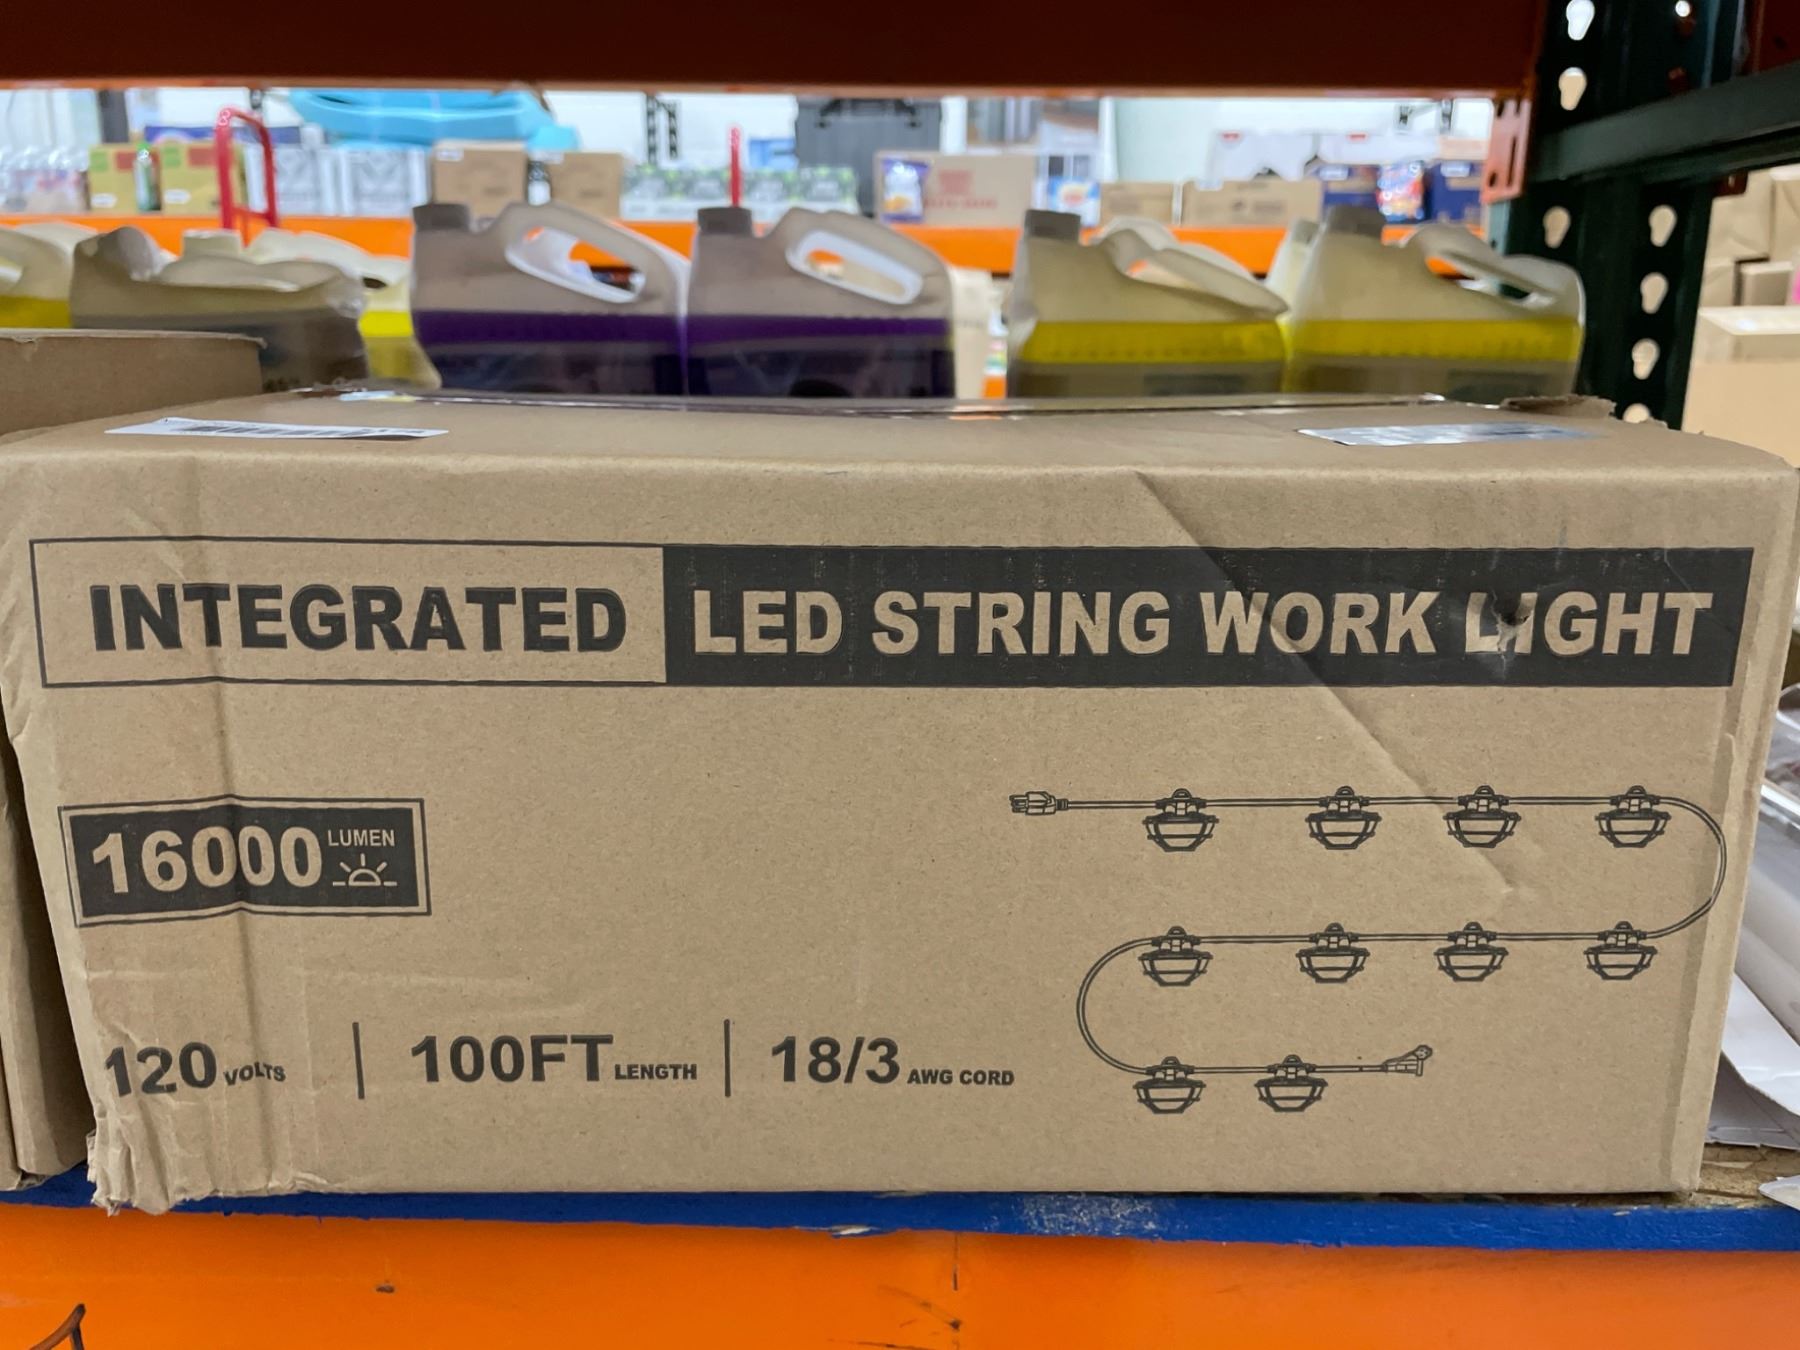 INTEGRATED LED STRING WORK LIGHT
16000 LUMEN
120 VOLTS | 100FT LENGTH | 18/3 AWG CORD